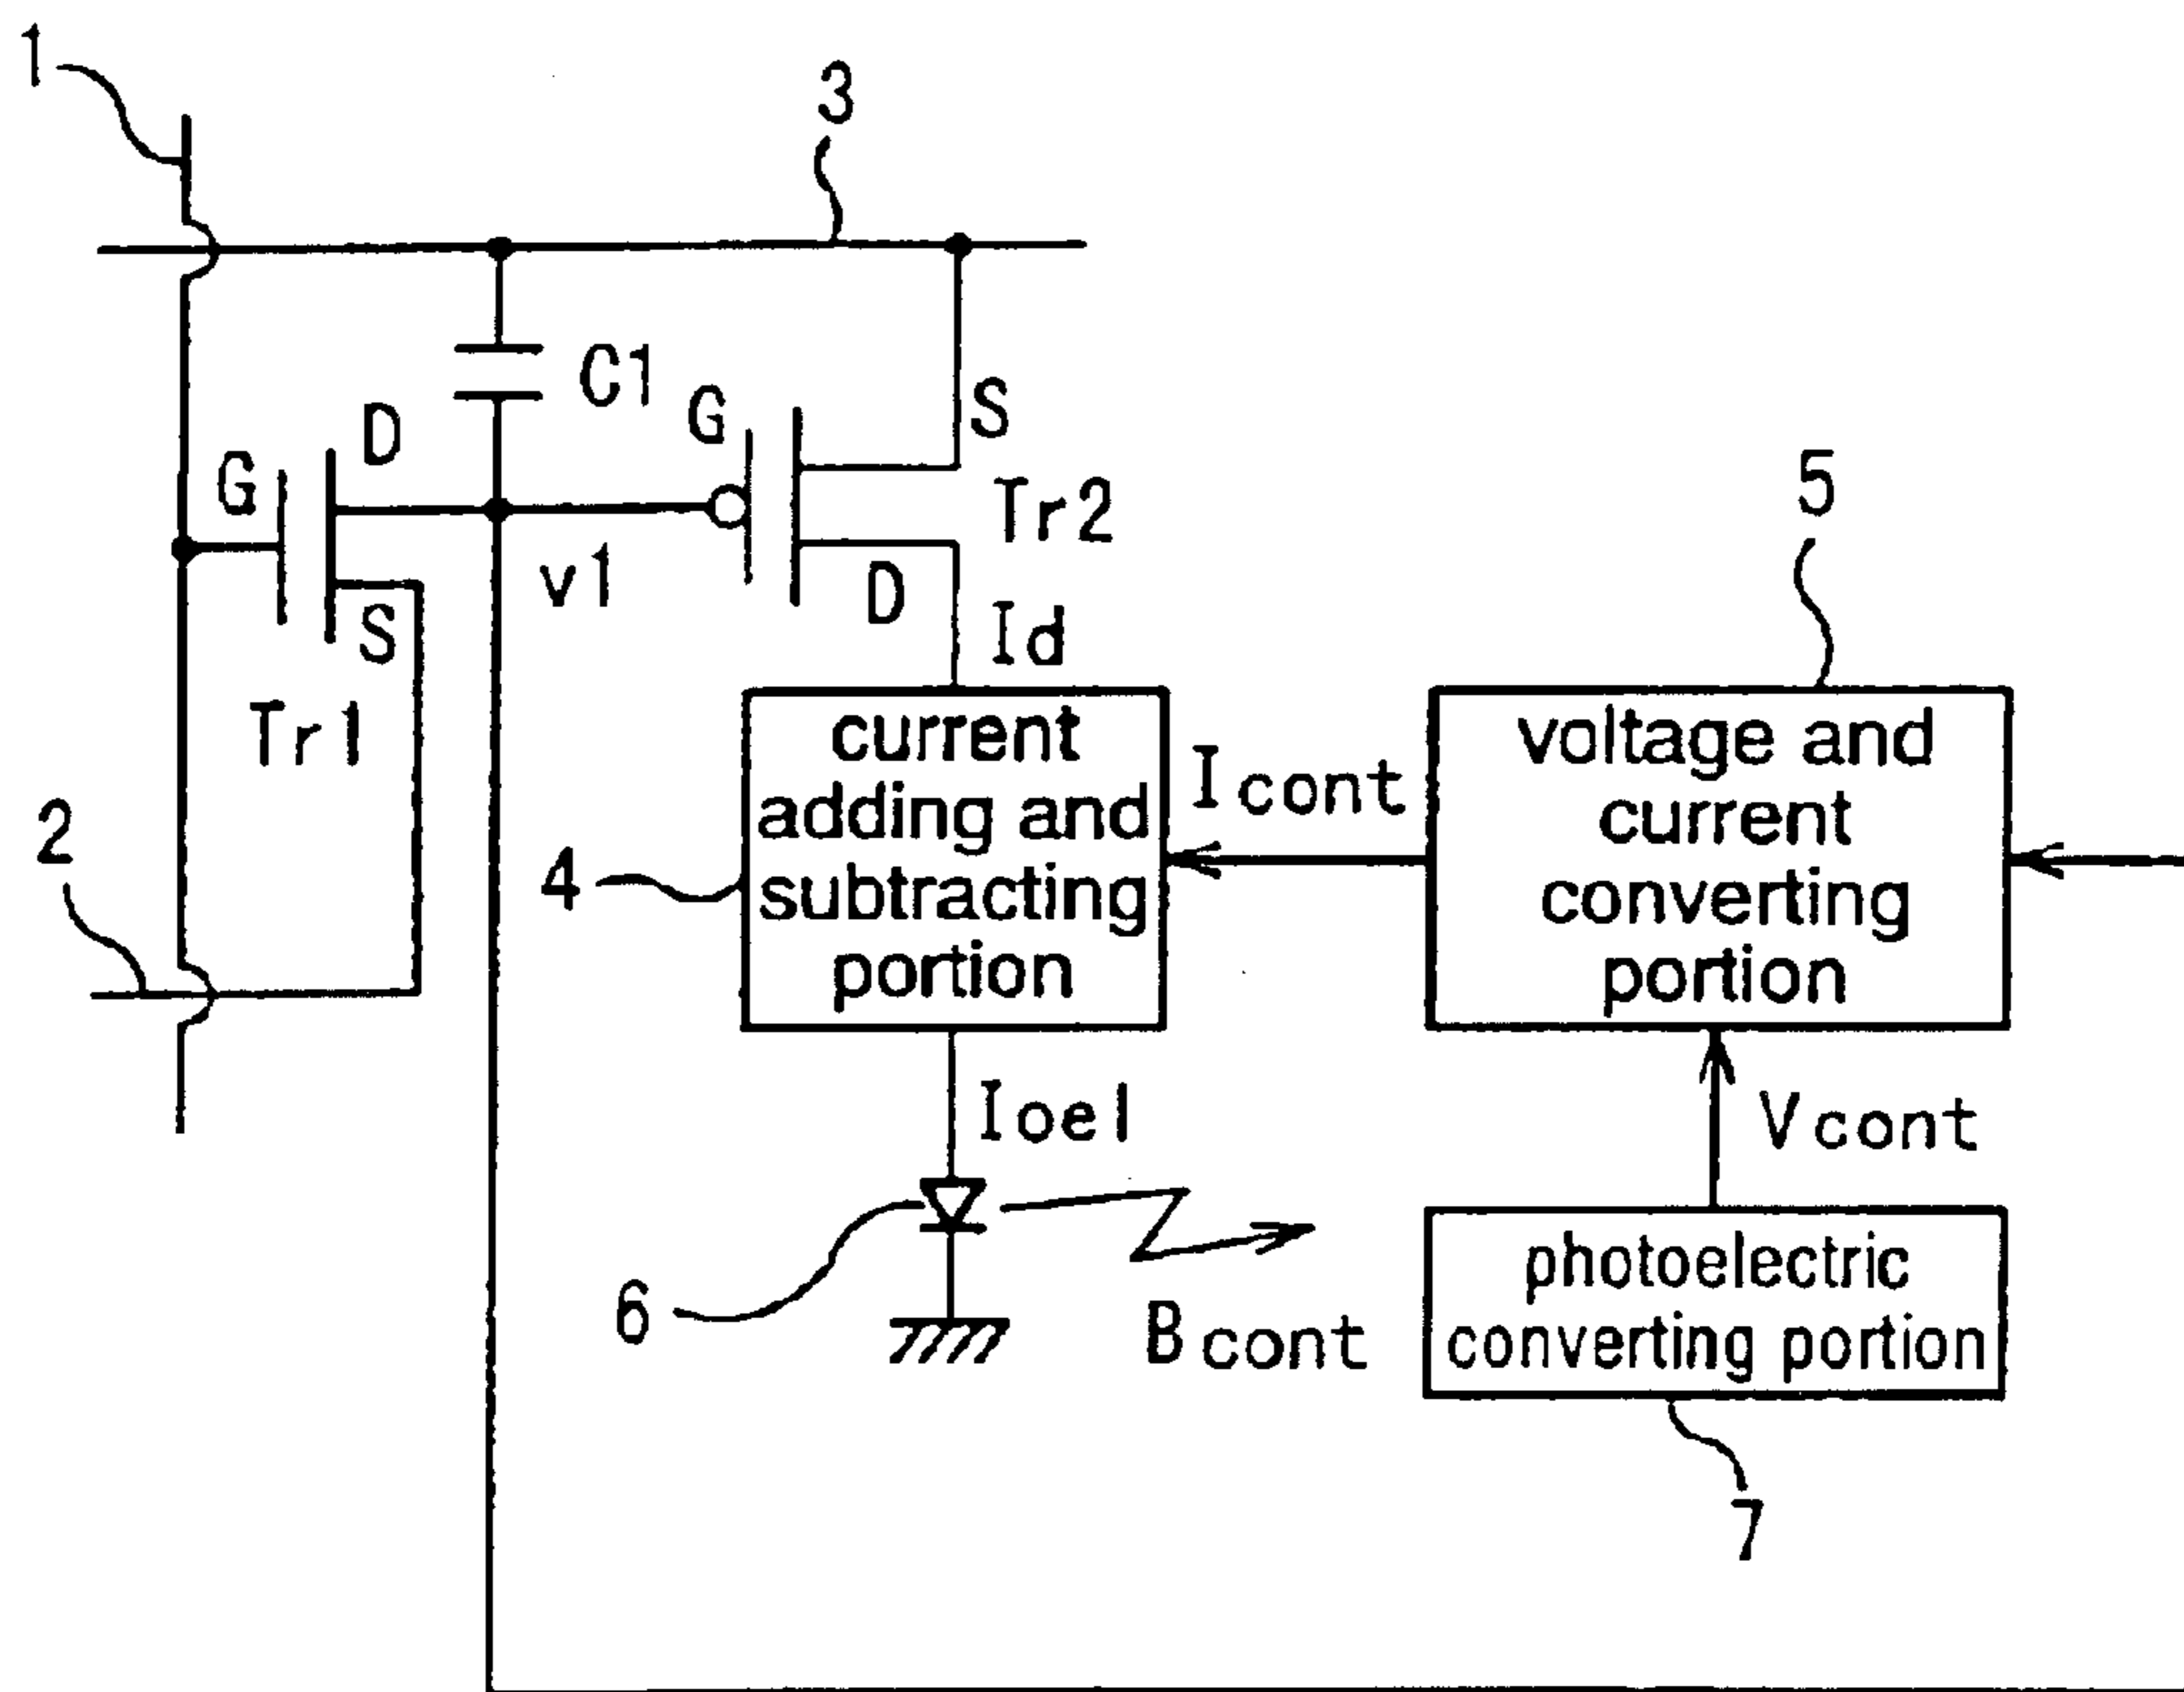 1
3
C1
G
S
D
G
Tr2
5
v1
D
S
Id
Tr1
current
adding and
subtracting
portion
Icont
voltage and
current
converting
portion
2
4
Ioel
Vcont
6
Bcont
photoelectric
converting portion
7